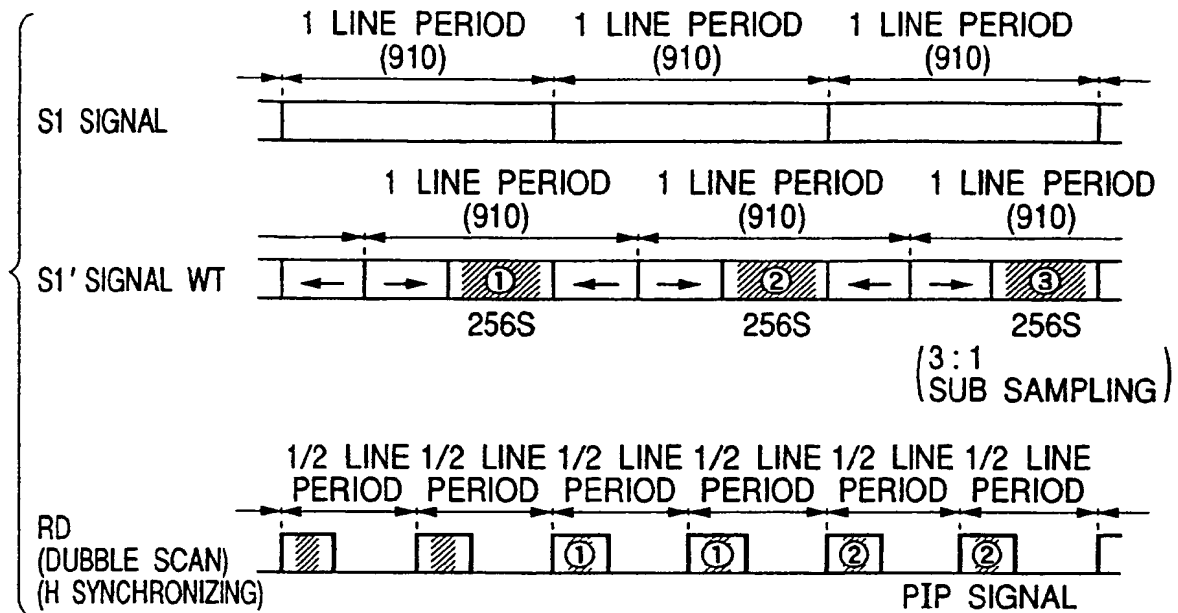 1 LINE PERIOD 1 LINE PERIOD 1 LINE PERIOD
(910) (910) (910)
S1 SIGNAL
1 LINE PERIOD 1 LINE PERIOD 1 LINE PERIOD
(910) (910) (910)
S1' SIGNAL WT ① ② ③
256S 256S 256S
(3:1
SUB SAMPLING)
1/2 LINE 1/2 LINE 1/2 LINE 1/2 LINE 1/2 LINE 1/2 LINE
PERIOD PERIOD PERIOD PERIOD PERIOD PERIOD
RD
(DUBBLE SCAN) ① ① ② ②
(H SYNCHRONIZING) PIP SIGNAL